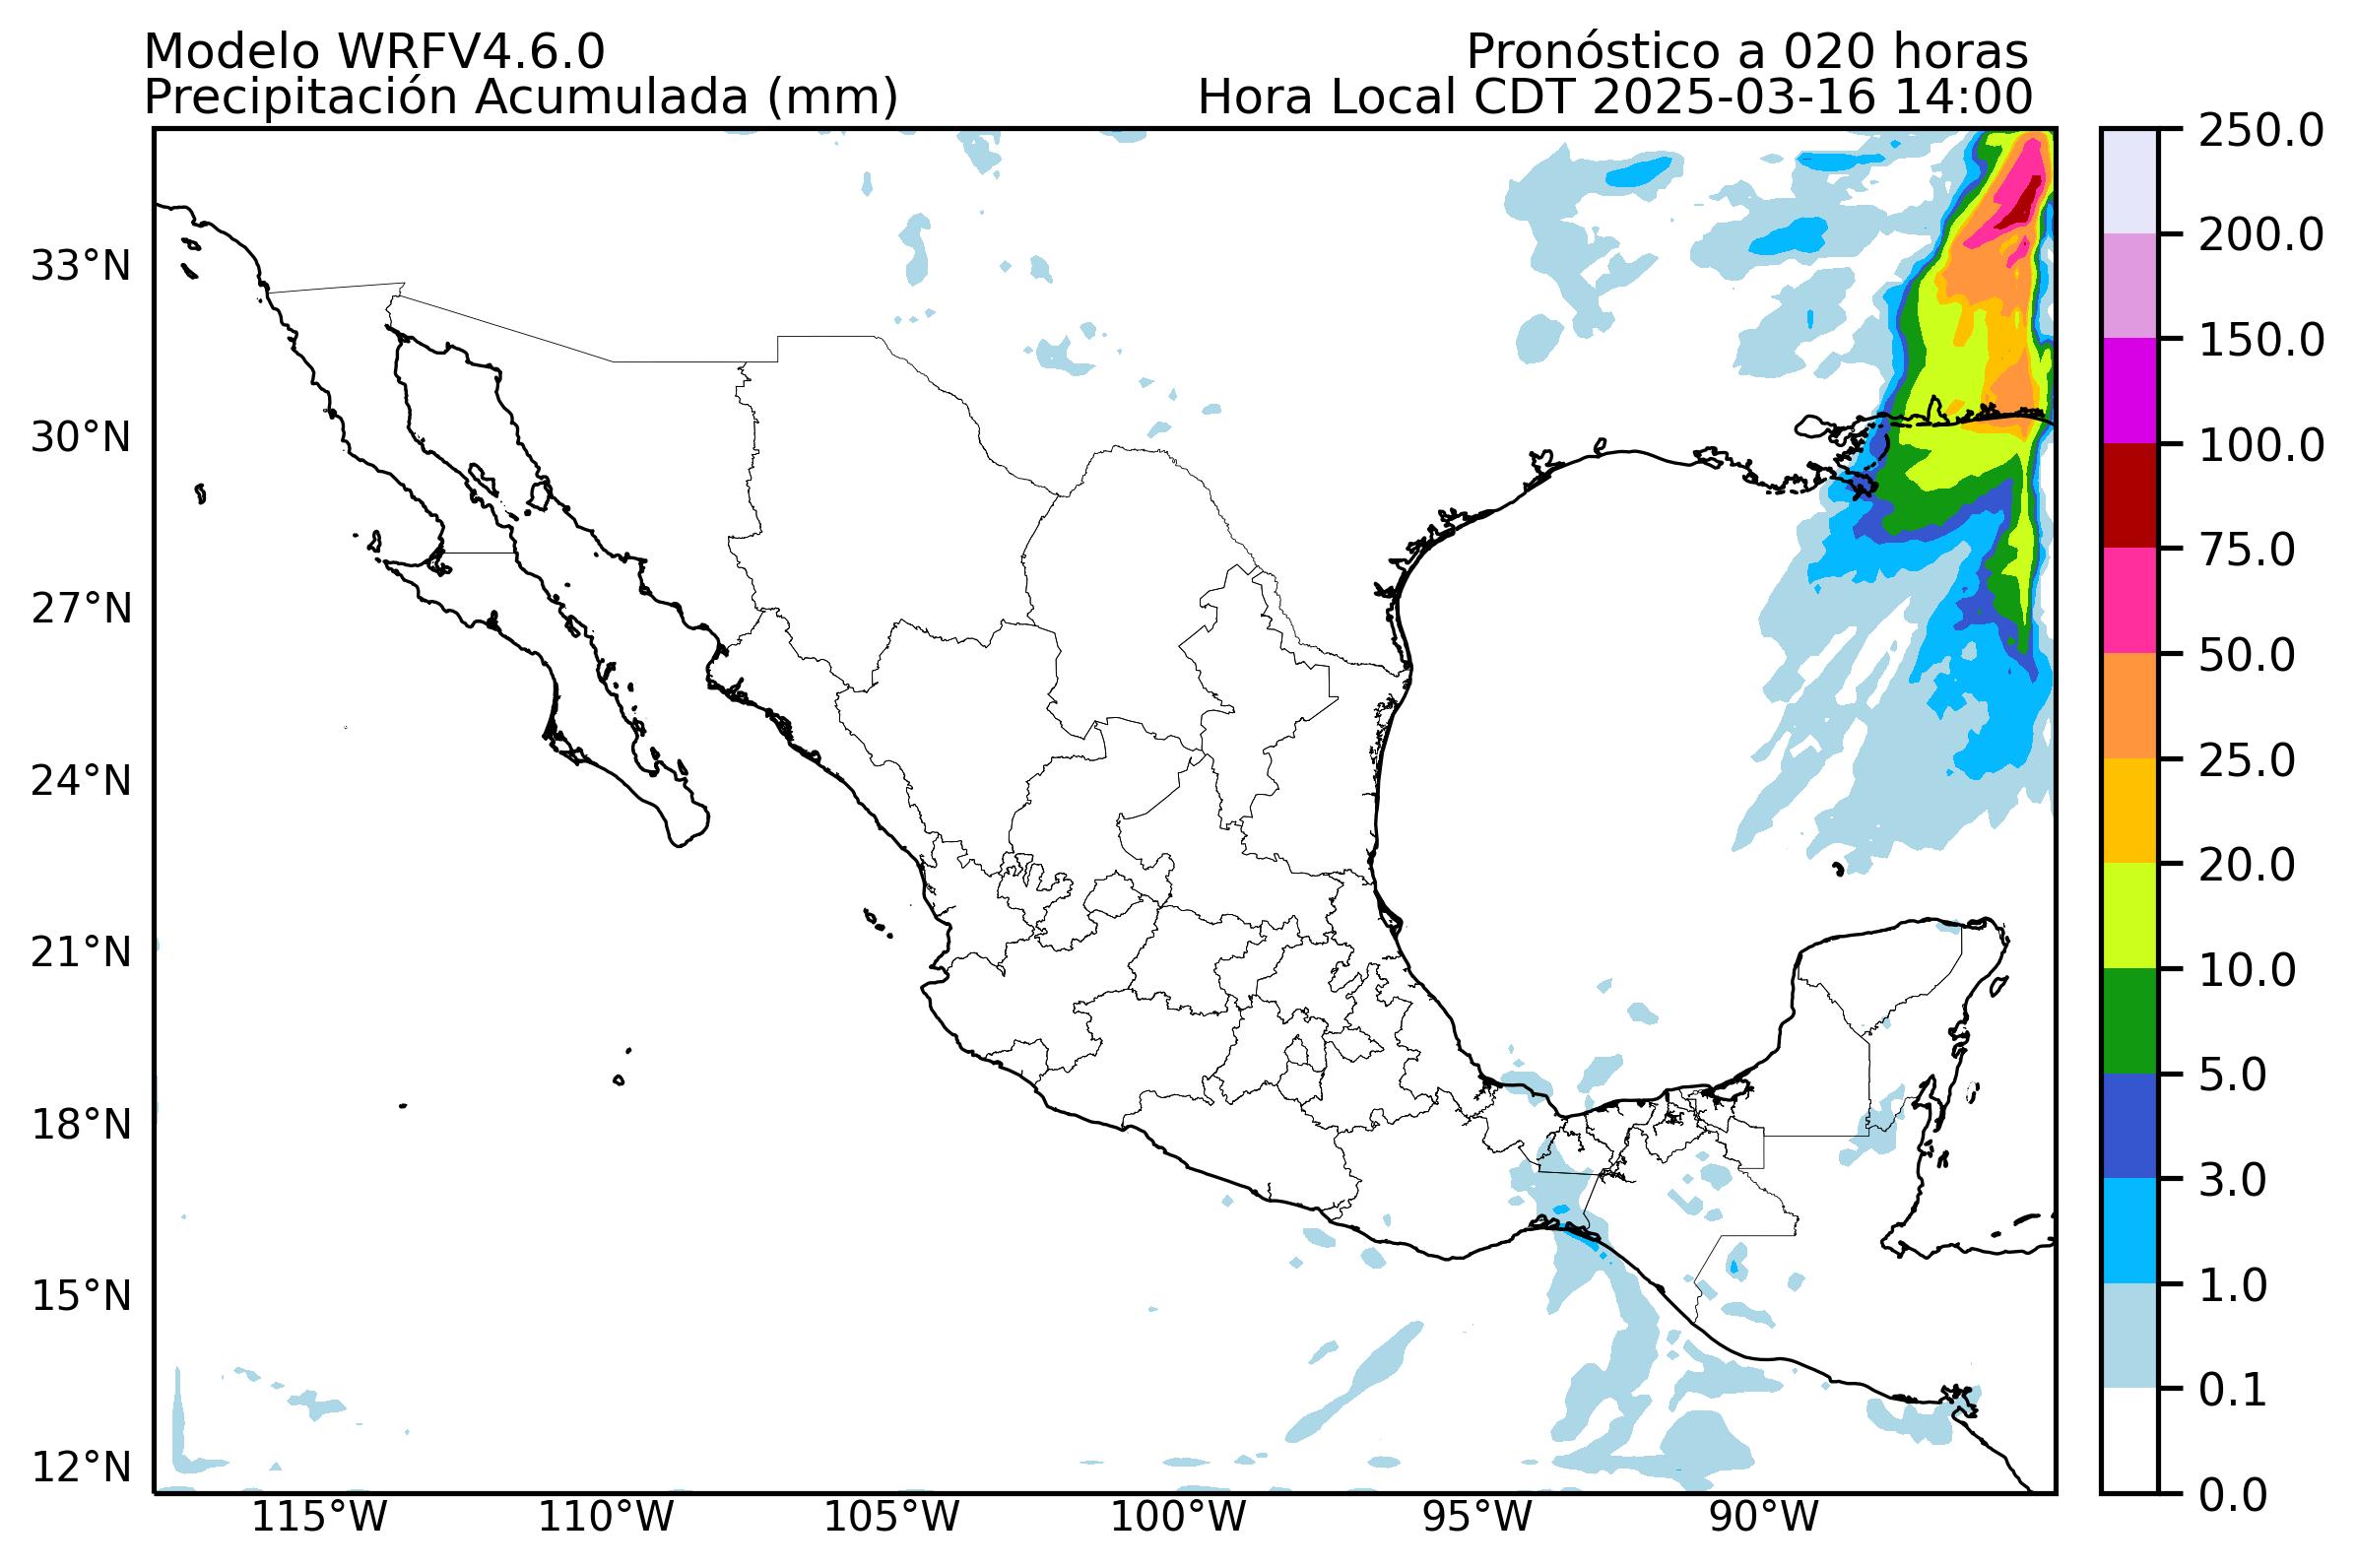 Modelo WRFV4.6.0
Pronóstico a 020 horas
Precipitación Acumulada (mm)
Hora Local CDT 2025-03-16 14:00
33°N
30°N
27°N
24°N
21°N
18°N
15°N
12°N
115°W
110°W
105°W
100°W
95°W
90°W
250.0
200.0
150.0
100.0
75.0
50.0
25.0
20.0
10.0
5.0
3.0
1.0
0.1
0.0